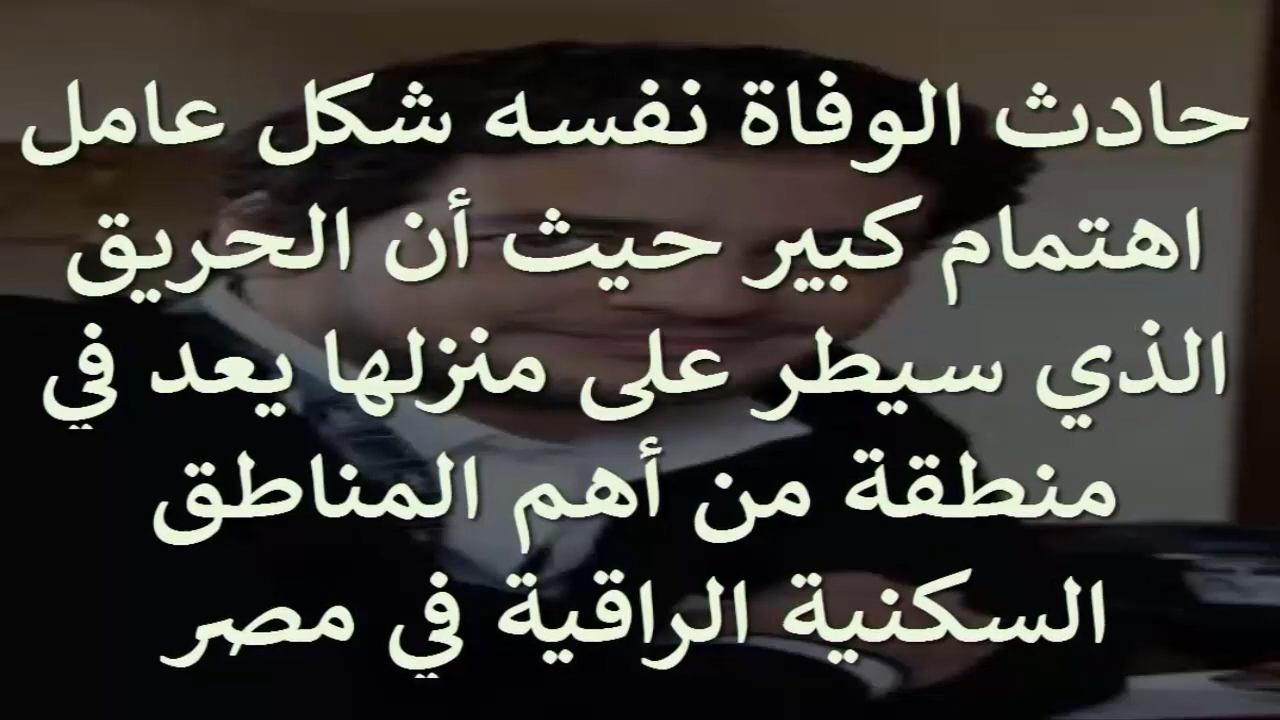 حادث الوفاة نفسه شكل عامل
اهتمام كبير حيث أن الحريق
الذي سيطر على منزلها يعد في
منطقة من أهم المناطق
السكنية الراقية في مصر